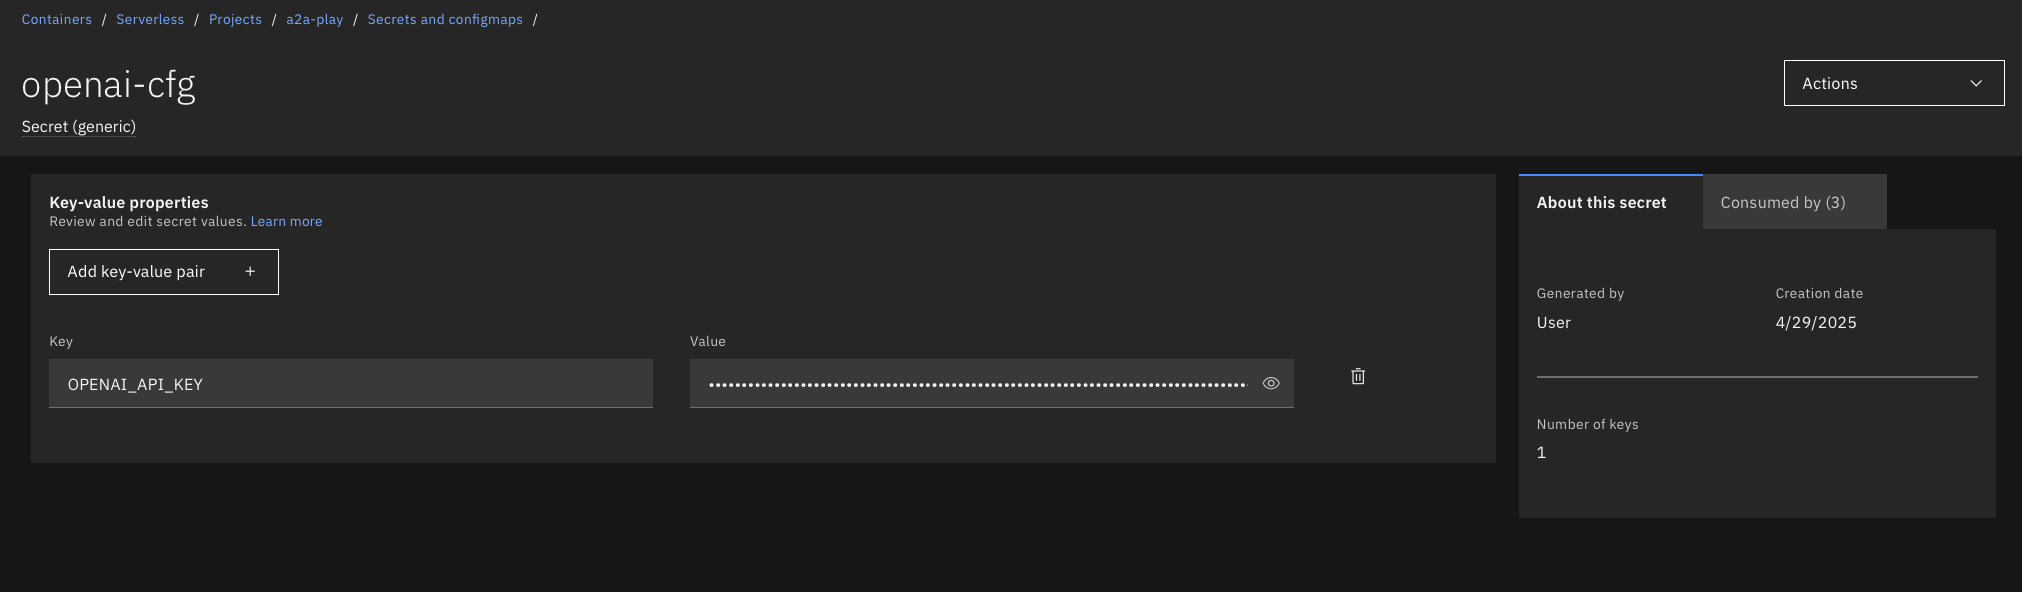 Containers / Serverless / Projects / a2a-play / Secrets and configmaps /
openai-cfg
Actions
Secret (generic)
Key-value properties
Review and edit secret values. Learn more
Add key-value pair +
Key
Value
OPENAI_API_KEY
About this secret
Consumed by (3)
Generated by
Creation date
User
4/29/2025
Number of keys
1